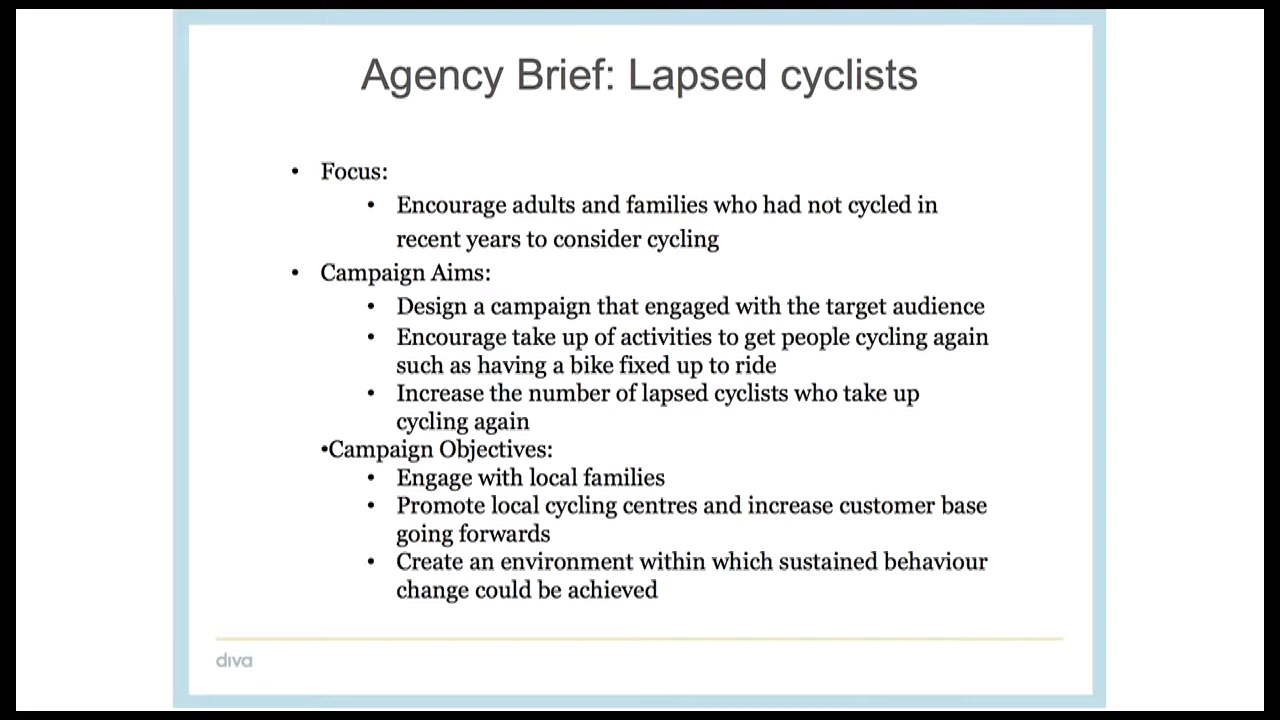 Agency Brief: Lapsed cyclists
• Focus:
• Encourage adults and families who had not cycled in
recent years to consider cycling
• Campaign Aims:
• Design a campaign that engaged with the target audience
• Encourage take up of activities to get people cycling again
such as having a bike fixed up to ride
• Increase the number of lapsed cyclists who take up
cycling again
•Campaign Objectives:
• Engage with local families
• Promote local cycling centres and increase customer base
going forwards
• Create an environment within which sustained behaviour
change could be achieved
diva